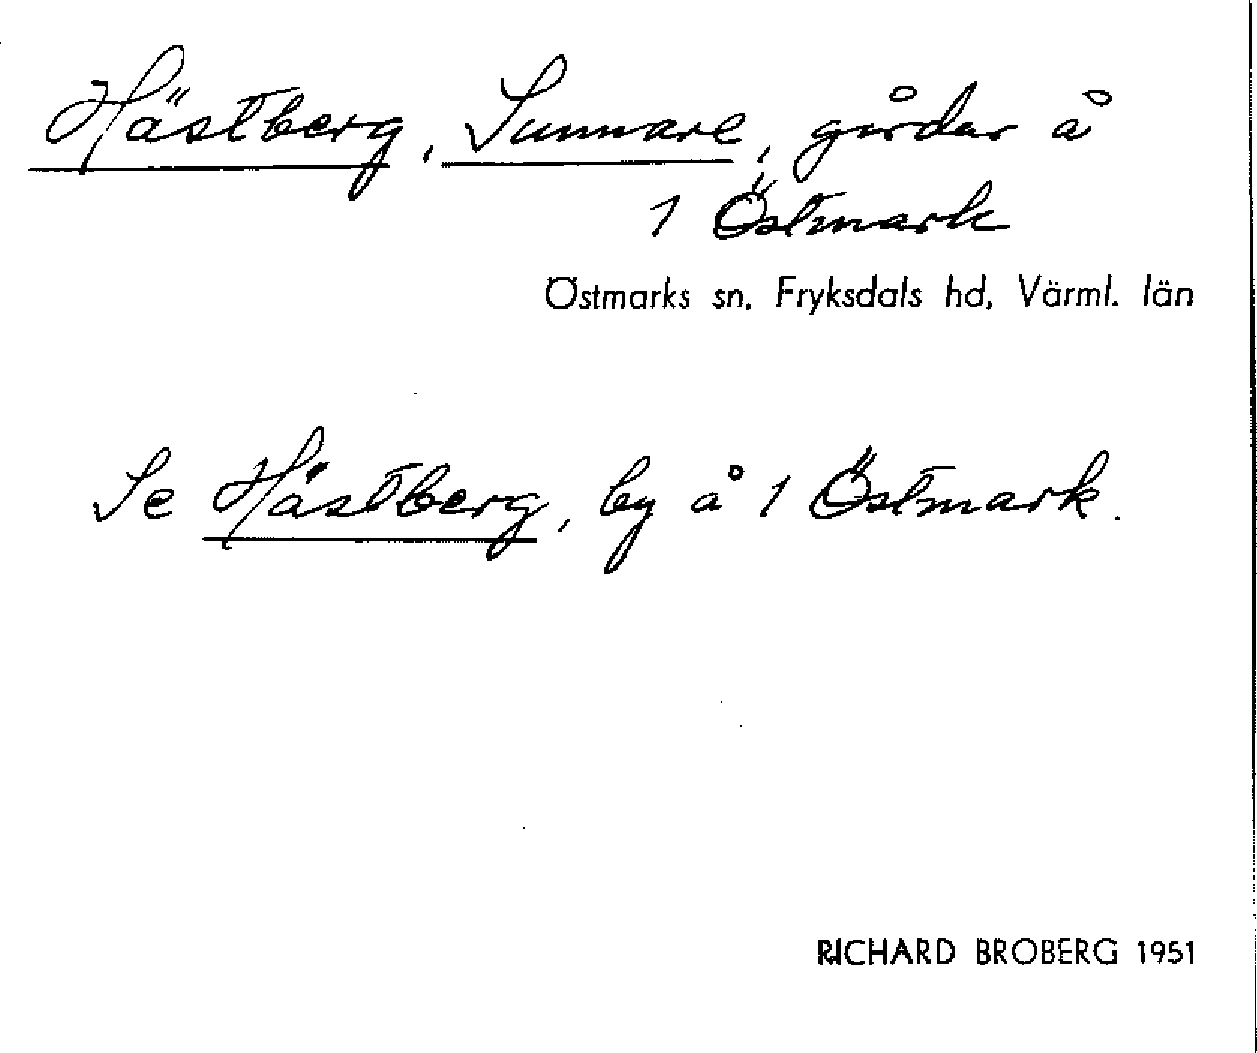 Hästberg, Sunnare, gårdar å
1 Östmark
Östmarks sn, Fryksdals hd, Värml. län
Se Hästberg, by å 1 Östmark.
RICHARD BROBERG 1951